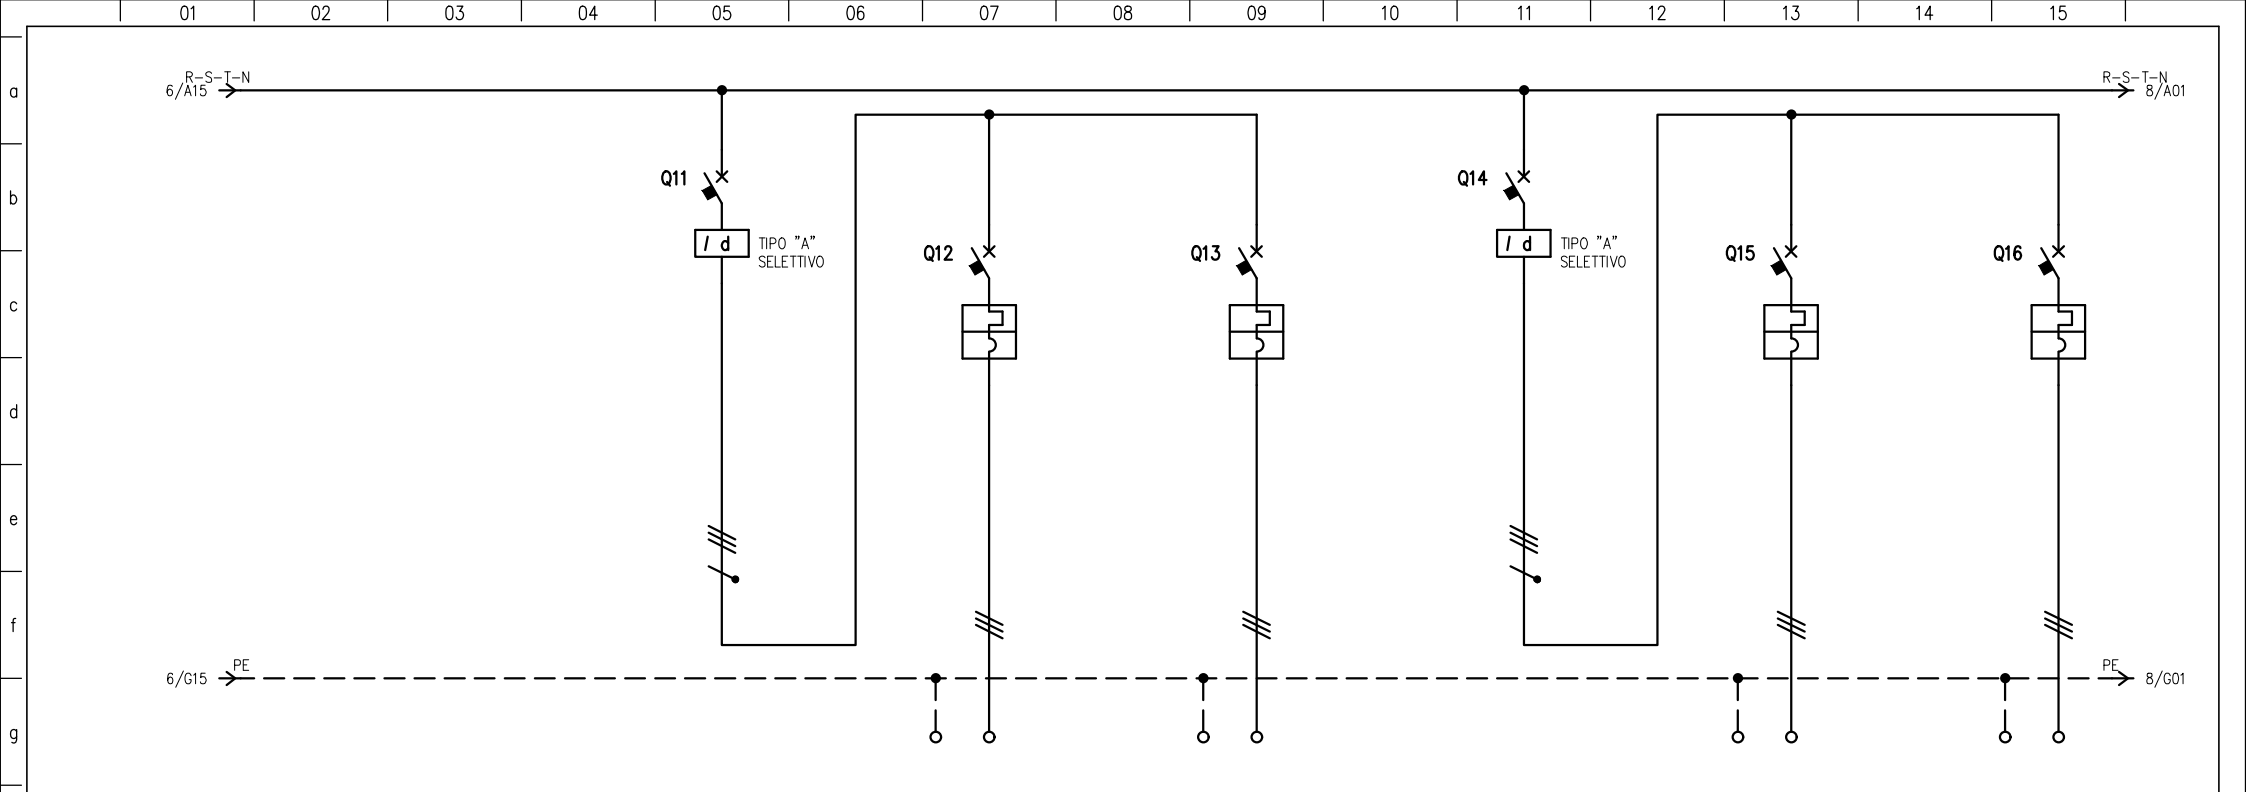 01 02 03 04 05 06 07 08 09 10 11 12 13 14 15
a
R-S-T-N
6/A15
R-S-T-N
8/A01
b
Q11
Q14
I d
TIPO "A"
SELETTIVO
I d
TIPO "A"
SELETTIVO
Q12
Q13
Q15
Q16
c
d
e
f
PE
6/G15
PE
8/G01
g